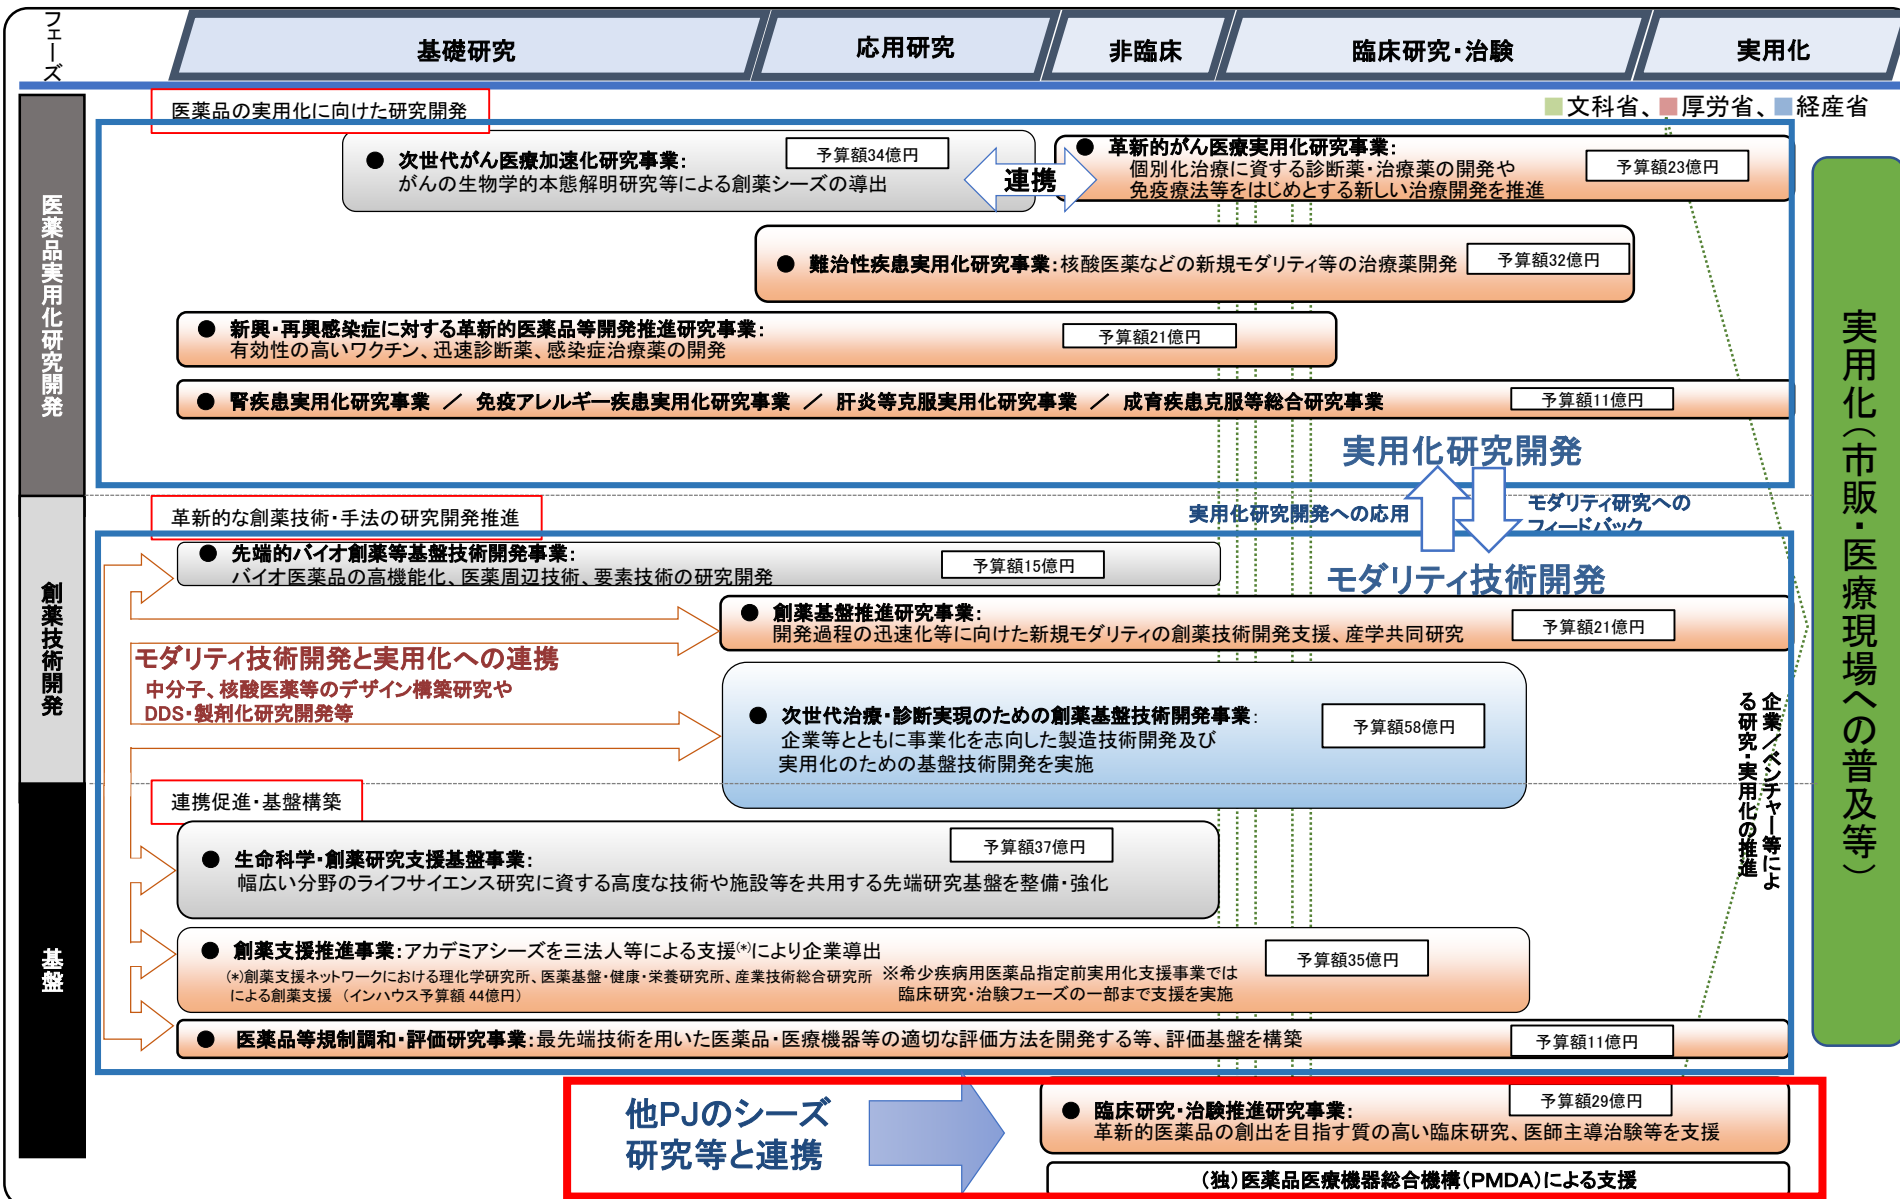 フェーズ
基礎研究
応用研究
非臨床
臨床研究・治験
実用化
医薬品の実用化に向けた研究開発
文科省、厚労省、経産省
医薬品実用化研究開発
● 次世代がん医療加速化研究事業：
予算額34億円
がんの生物学的本態解明研究等による創薬シーズの導出
連携
● 革新的がん医療実用化研究事業：
個別化治療に資する診断薬・治療薬の開発や
免疫療法等をはじめとする新しい治療開発を推進
予算額23億円
● 難治性疾患実用化研究事業：核酸医薬などの新規モダリティ等の治療薬開発
予算額32億円
● 新興・再興感染症に対する革新的医薬品等開発推進研究事業：
有効性の高いワクチン、迅速診断薬、感染症治療薬の開発
予算額21億円
● 腎疾患実用化研究事業 ／ 免疫アレルギー疾患実用化研究事業 ／ 肝炎等克服実用化研究事業 ／ 成育疾患克服等総合研究事業
予算額11億円
実用化研究開発
実用化研究開発への応用
モダリティ研究への
フィードバック
モダリティ技術開発
創薬技術開発
革新的な創薬技術・手法の研究開発推進
● 先端的バイオ創薬等基盤技術開発事業：
バイオ医薬品の高機能化、医薬周辺技術、要素技術の研究開発
予算額15億円
● 創薬基盤推進研究事業：
開発過程の迅速化等に向けた新規モダリティの創薬技術開発支援、産学共同研究
予算額21億円
モダリティ技術開発と実用化への連携
中分子、核酸医薬等のデザイン構築研究や
DDS・製剤化研究開発等
● 次世代治療・診断実現のための創薬基盤技術開発事業：
企業等とともに事業化を志向した製造技術開発及び
実用化のための基盤技術開発を実施
予算額58億円
基盤
連携促進・基盤構築
● 生命科学・創薬研究支援基盤事業：
幅広い分野のライフサイエンス研究に資する高度な技術や施設等を共用する先端研究基盤を整備・強化
予算額37億円
● 創薬支援推進事業：アカデミアシーズを三法人等による支援(*)により企業導出
(*)創薬支援ネットワークにおける理化学研究所、医薬基盤・健康・栄養研究所、産業技術総合研究所
による創薬支援 （インハウス予算額 44億円）
※希少疾病用医薬品指定前実用化支援事業では
臨床研究・治験フェーズの一部まで支援を実施
予算額35億円
● 医薬品等規制調和・評価研究事業：最先端技術を用いた医薬品・医療機器等の適切な評価方法を開発する等、評価基盤を構築
予算額11億円
企業／ベンチャー等によ
る研究・実用化の推進
実用化（市販・医療現場への普及等）
他PJのシーズ
研究等と連携
● 臨床研究・治験推進研究事業：
革新的医薬品の創出を目指す質の高い臨床研究、医師主導治験等を支援
予算額29億円
（独）医薬品医療機器総合機構（PMDA）による支援